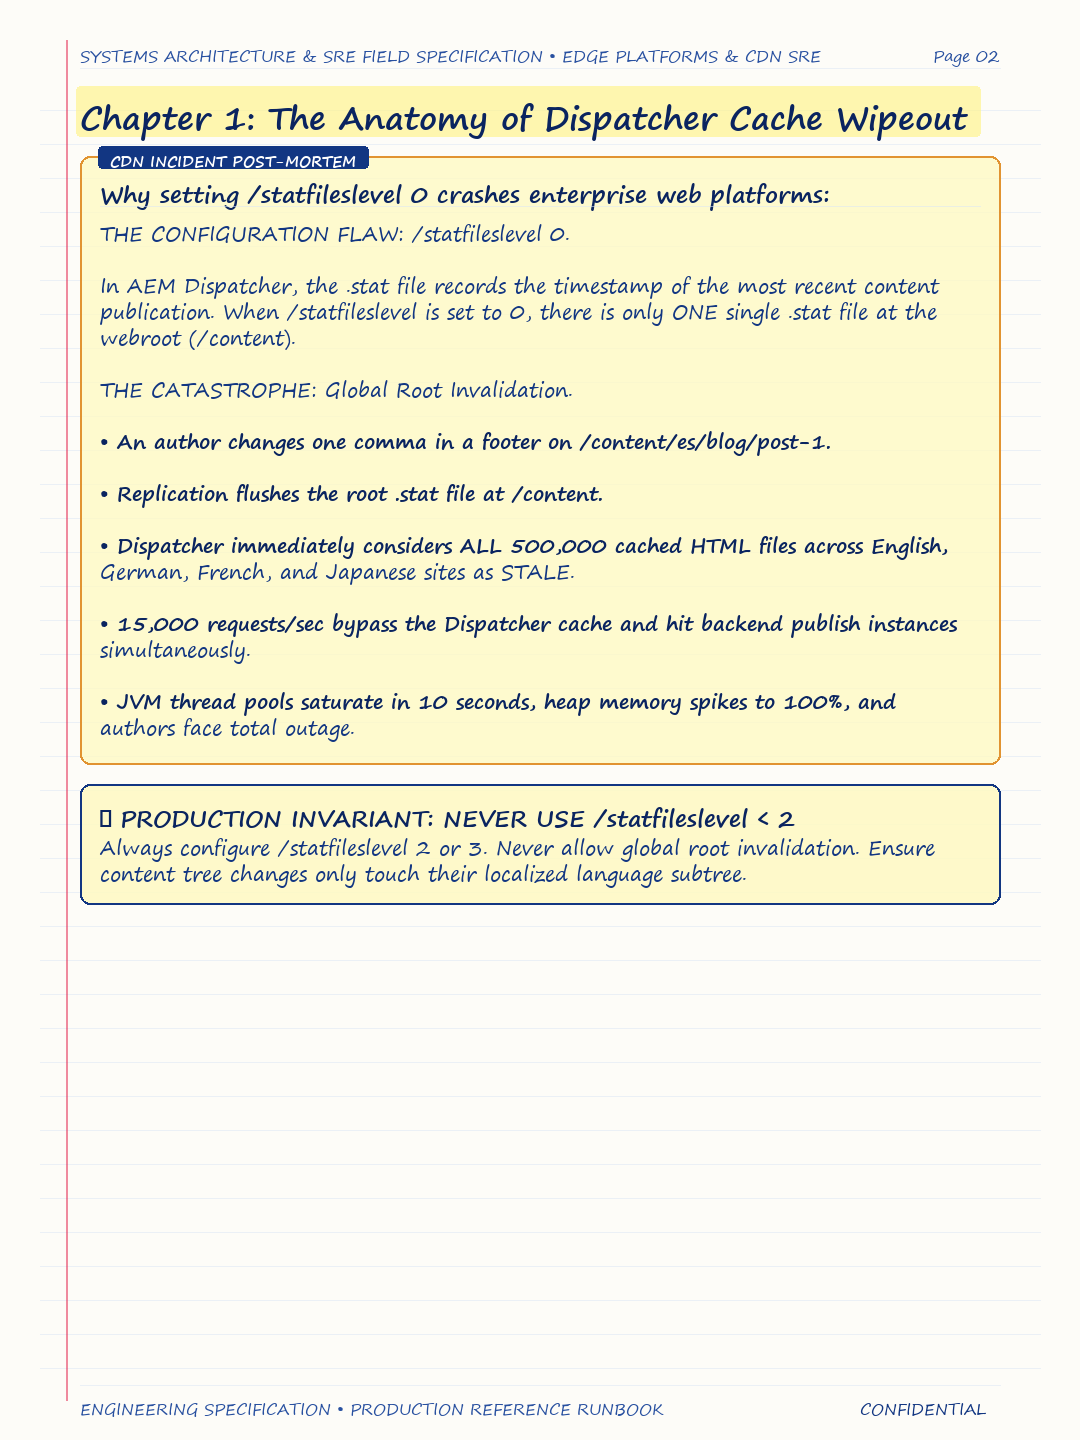 SYSTEMS ARCHITECTURE & SRE FIELD SPECIFICATION • EDGE PLATFORMS & CDN SRE Page 02
Chapter 1: The Anatomy of Dispatcher Cache Wipeout
CDN INCIDENT POST-MORTEM
Why setting /statfileslevel 0 crashes enterprise web platforms:
THE CONFIGURATION FLAW: /statfileslevel 0.
In AEM Dispatcher, the .stat file records the timestamp of the most recent content
publication. When /statfileslevel is set to 0, there is only ONE single .stat file at the
webroot (/content).
THE CATASTROPHE: Global Root Invalidation.
• An author changes one comma in a footer on /content/es/blog/post-1.
• Replication flushes the root .stat file at /content.
• Dispatcher immediately considers ALL 500,000 cached HTML files across English,
German, French, and Japanese sites as STALE.
• 15,000 requests/sec bypass the Dispatcher cache and hit backend publish instances
simultaneously.
• JVM thread pools saturate in 10 seconds, heap memory spikes to 100%, and
authors face total outage.
PRODUCTION INVARIANT: NEVER USE /statfileslevel < 2
Always configure /statfileslevel 2 or 3. Never allow global root invalidation. Ensure
content tree changes only touch their localized language subtree.
ENGINEERING SPECIFICATION • PRODUCTION REFERENCE RUNBOOK CONFIDENTIAL